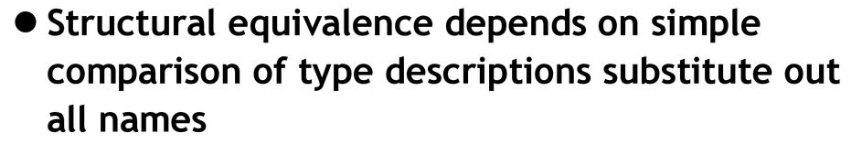 ● Structural equivalence depends on simple
comparison of type descriptions substitute out
all names